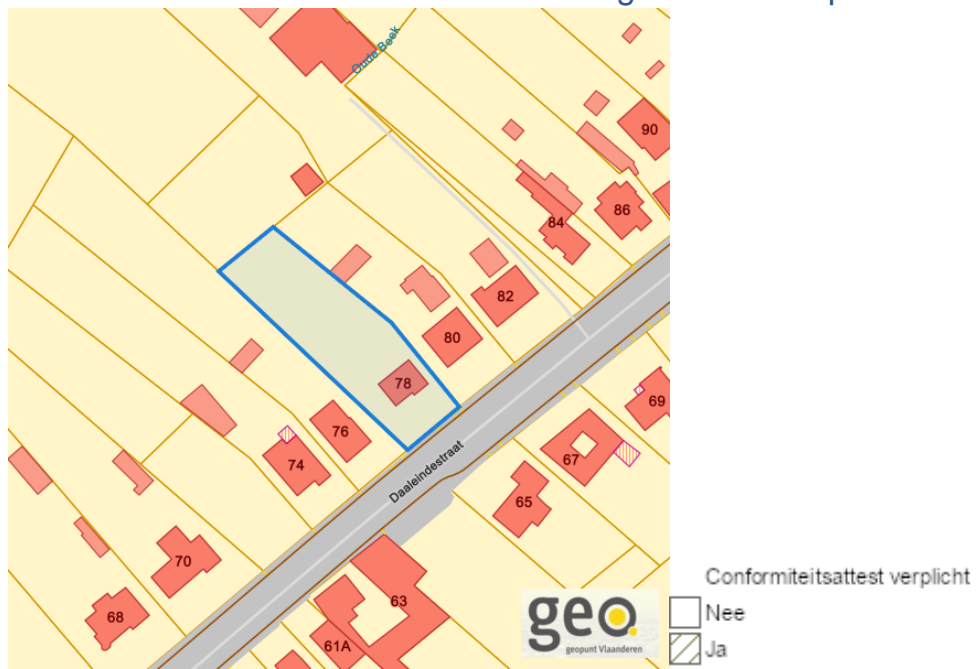 Oude Beek
90
86
84
82
80
78
76
74
69
67
65
Daaleindestraat
70
68
63
61A
geo.
geopunt Vlaanderen
Conformiteitsattest verplicht
Nee
Ja